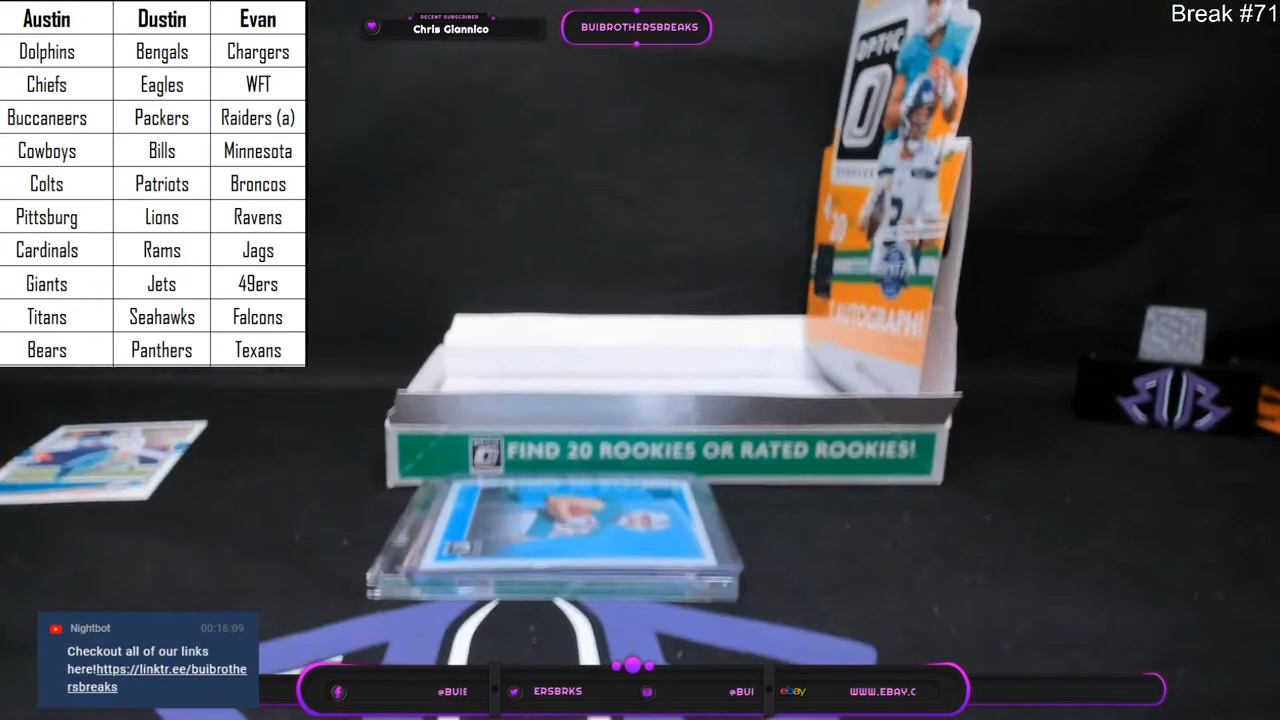 Austin Dustin Evan
Dolphins Bengals Chargers
Chiefs Eagles WFT
Buccaneers Packers Raiders (a)
Cowboys Bills Minnesota
Colts Patriots Broncos
Pittsburg Lions Ravens
Cardinals Rams Jags
Giants Jets 49ers
Titans Seahawks Falcons
Bears Panthers Texans
RECENT SUBSCRIBER
Chris Giannico
BUIBROTHERSBREAKS
Break #71
OPTIC
AUTOGRAPH!
FIND 20 ROOKIES OR RATED ROOKIES!
Nightbot 00:16:09
Checkout all of our links
here!https://linktr.ee/buibrothe
rsbreaks
@BUIE
ERSBRKS
@BUI
ebay
WWW.EBAY.C